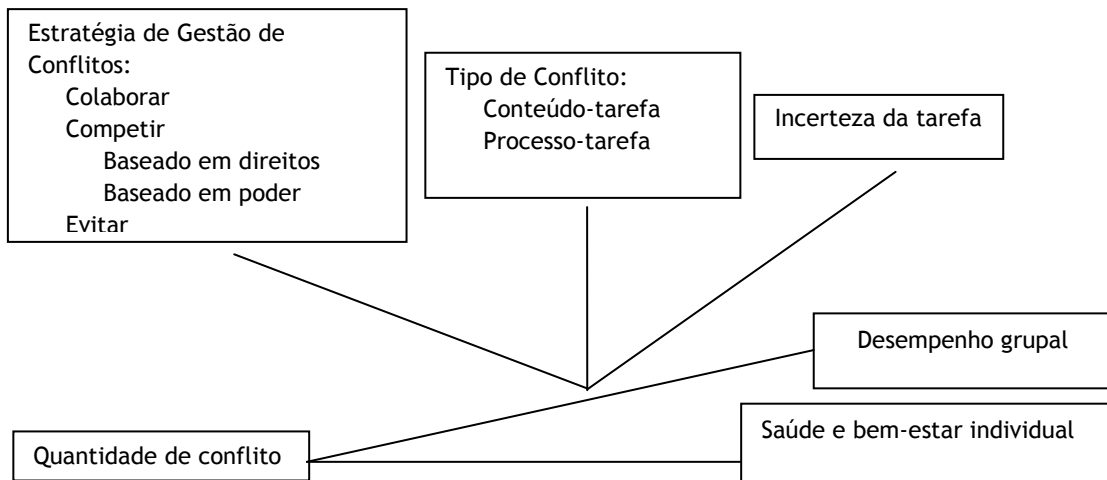 Estratégia de Gestão de
Conflitos:
Colaborar
Competir
Baseado em direitos
Baseado em poder
Evitar
Tipo de Conflito:
Conteúdo-tarefa
Processo-tarefa
Incerteza da tarefa
Desempenho grupal
Saúde e bem-estar individual
Quantidade de conflito